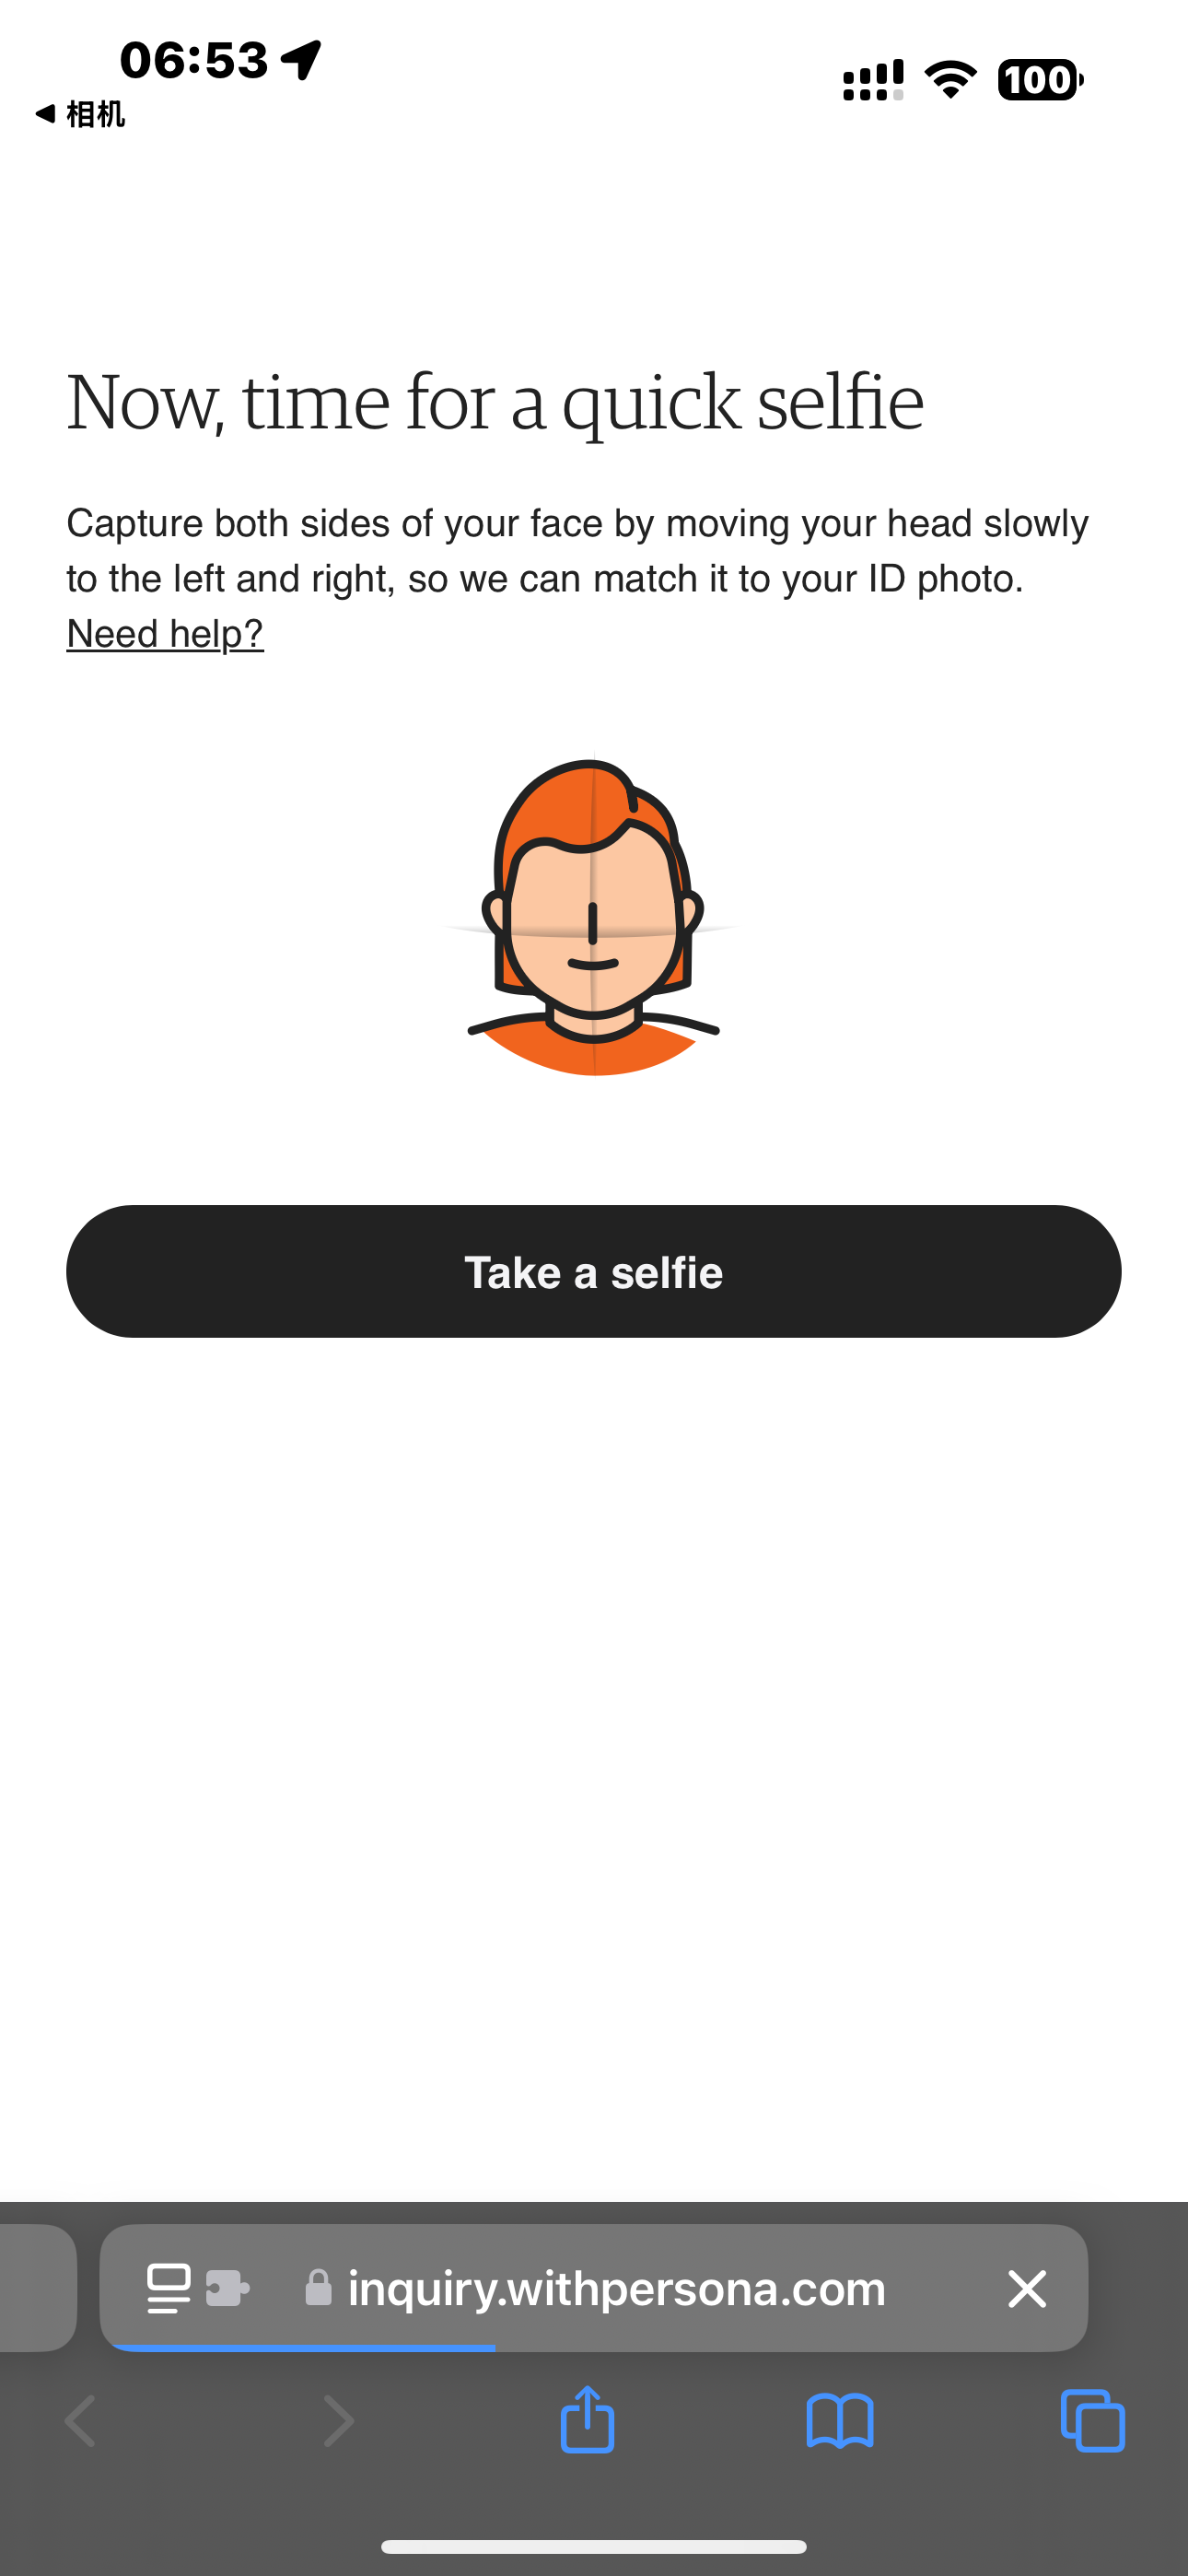 06:53
100
相机
Now, time for a quick selfie
Capture both sides of your face by moving your head slowly
to the left and right, so we can match it to your ID photo.
Need help?
Take a selfie
inquiry.withpersona.com